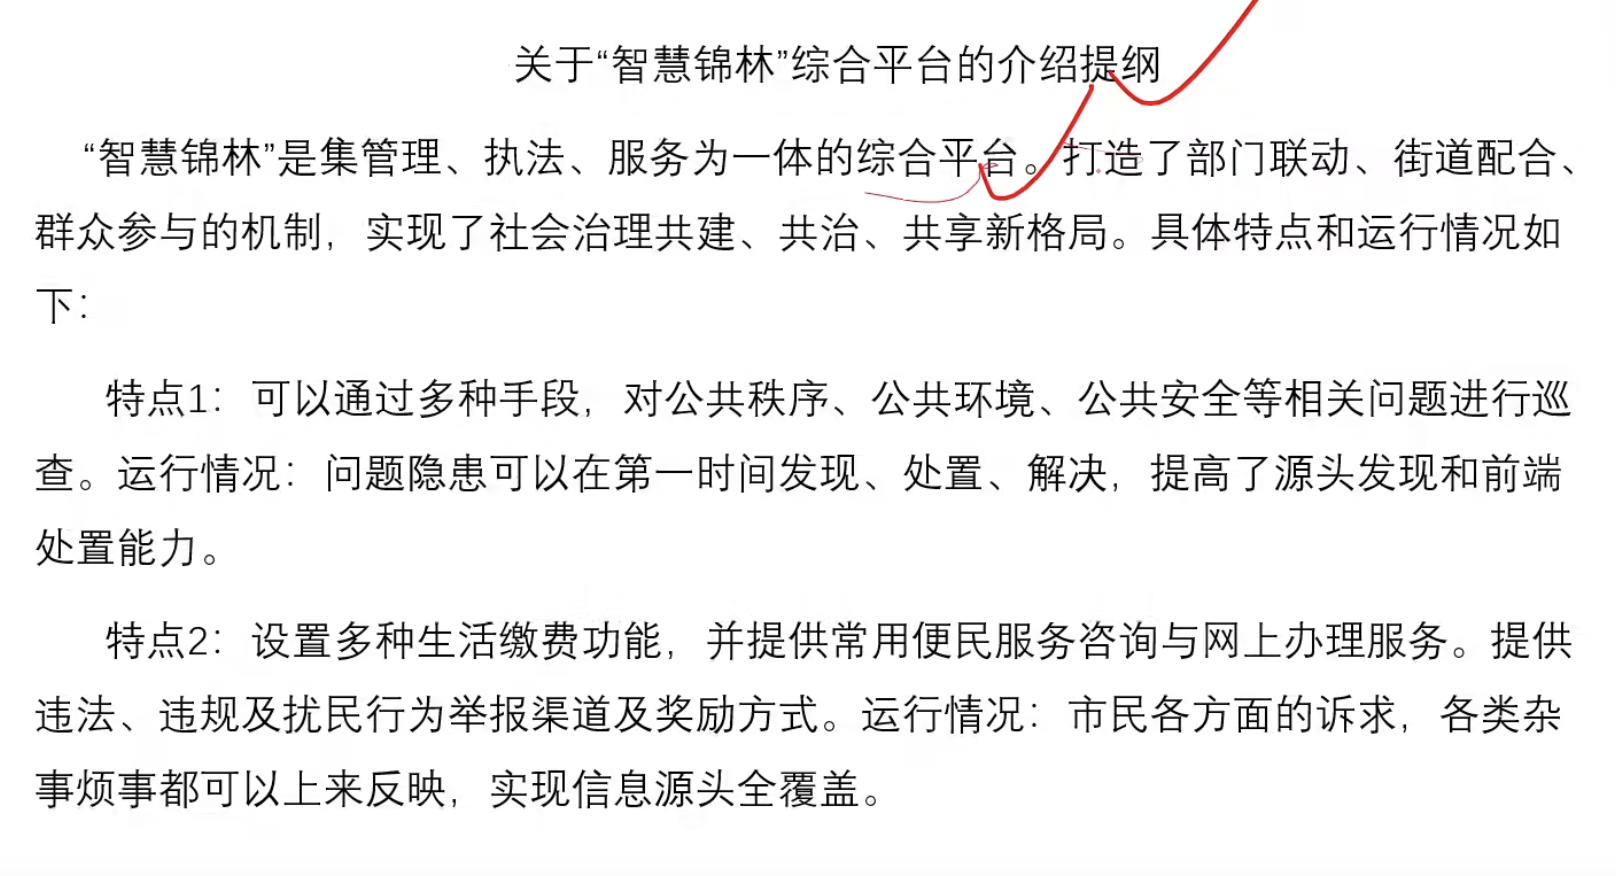 关于“智慧锦林”综合平台的介绍提纲
“智慧锦林”是集管理、执法、服务为一体的综合平台。打造了部门联动、街道配合、
群众参与的机制，实现了社会治理共建、共治、共享新格局。具体特点和运行情况如
下：
特点1：可以通过多种手段，对公共秩序、公共环境、公共安全等相关问题进行巡
查。运行情况：问题隐患可以在第一时间发现、处置、解决，提高了源头发现和前端
处置能力。
特点2：设置多种生活缴费功能，并提供常用便民服务咨询与网上办理服务。提供
违法、违规及扰民行为举报渠道及奖励方式。运行情况：市民各方面的诉求，各类杂
事烦事都可以上来反映，实现信息源头全覆盖。